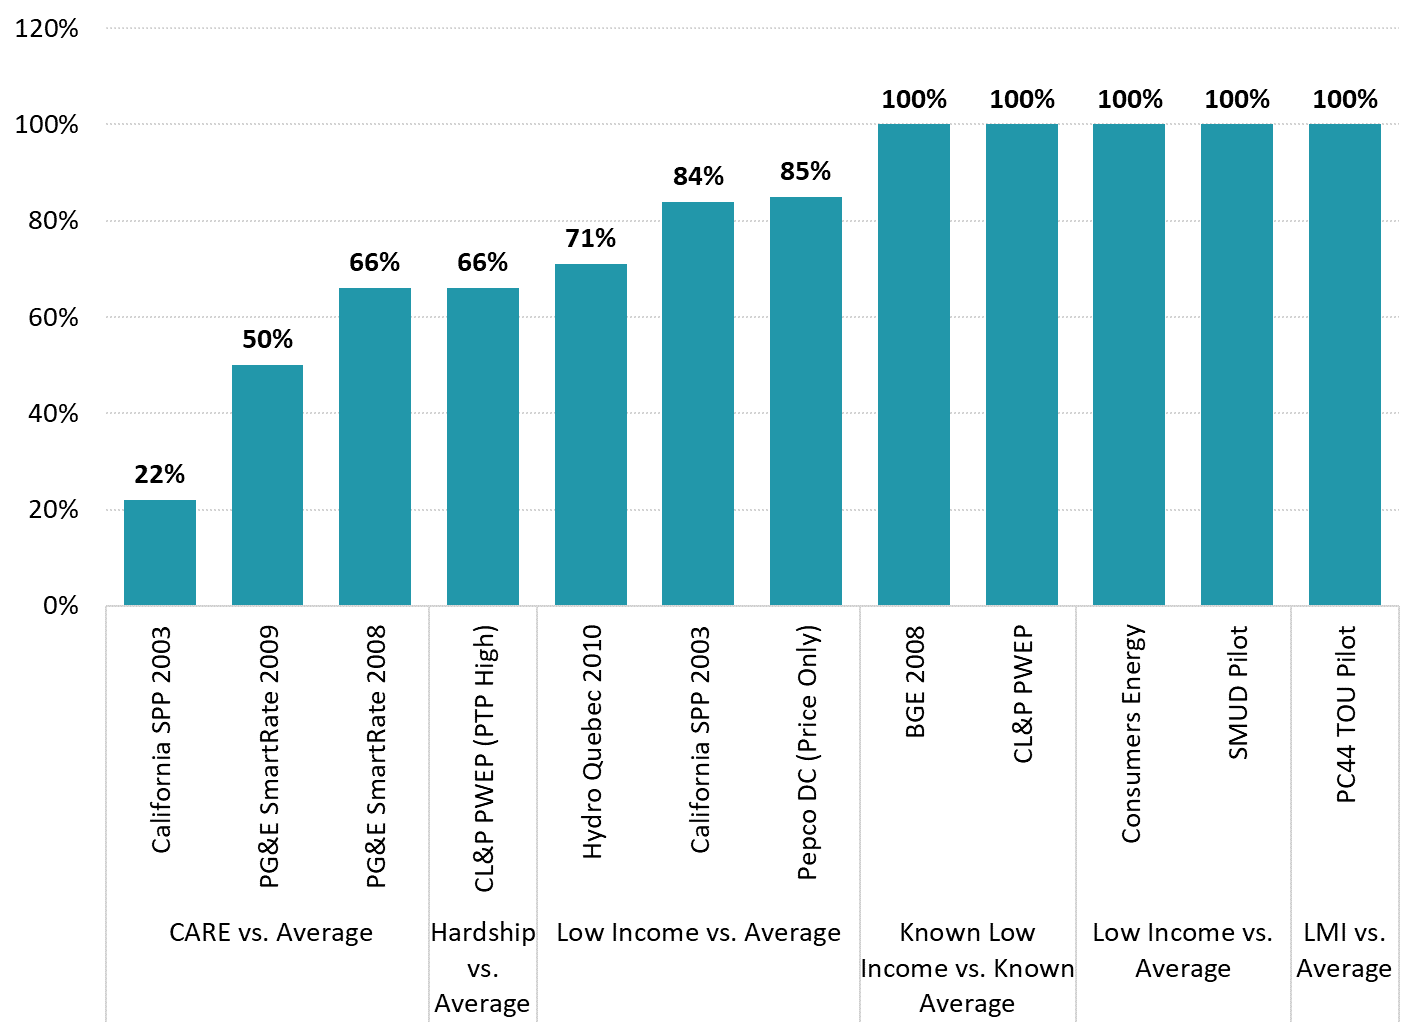 120%
100%
80%
60%
40%
20%
0%
22%
50%
66%
66%
71%
84%
85%
100%
100%
100%
100%
100%
California SPP 2003
PG&E SmartRate 2009
PG&E SmartRate 2008
CL&P PWEP (PTP High)
Hydro Quebec 2010
California SPP 2003
Pepco DC (Price Only)
BGE 2008
CL&P PWEP
Consumers Energy
SMUD Pilot
PC44 TOU Pilot
CARE vs. Average
Hardship
vs.
Average
Low Income vs. Average
Known Low
Income vs. Known
Average
Low Income vs.
Average
LMI vs.
Average